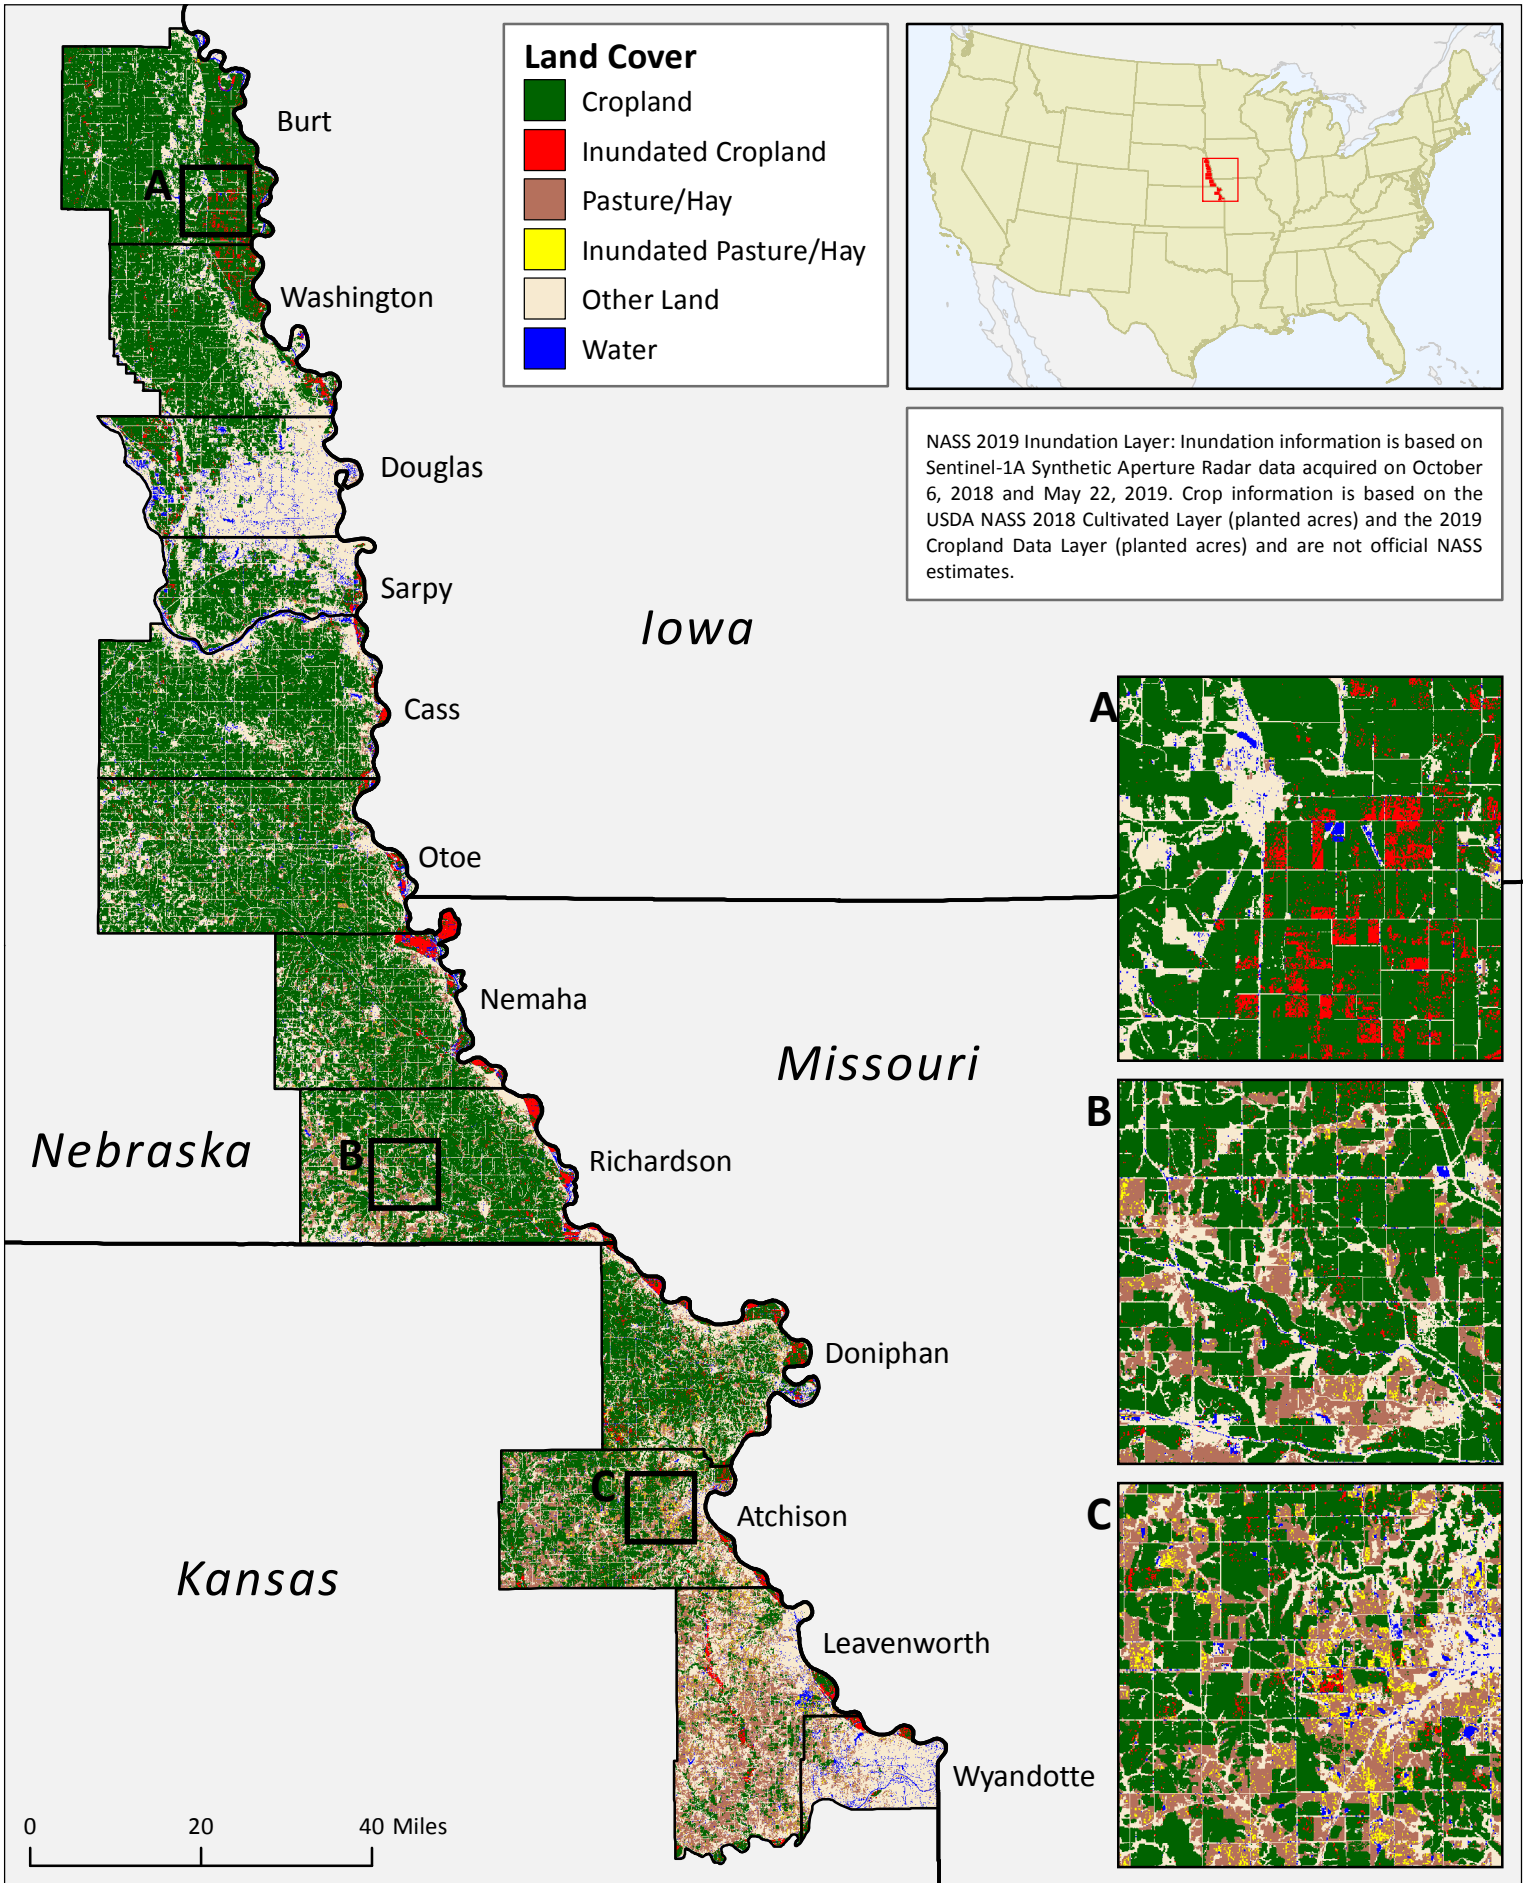 Land Cover
Cropland
Inundated Cropland
Pasture/Hay
Inundated Pasture/Hay
Other Land
Water
NASS 2019 Inundation Layer: Inundation information is based on
Sentinel-1A Synthetic Aperture Radar data acquired on October
6, 2018 and May 22, 2019. Crop information is based on the
USDA NASS 2018 Cultivated Layer (planted acres) and the 2019
Cropland Data Layer (planted acres) and are not official NASS
estimates.
Burt
A
Washington
Douglas
Sarpy
Iowa
Cass
A
Otoe
Nemaha
Missouri
B
Nebraska
B
Richardson
Doniphan
C
C
Atchison
Kansas
Leavenworth
Wyandotte
0 20 40 Miles